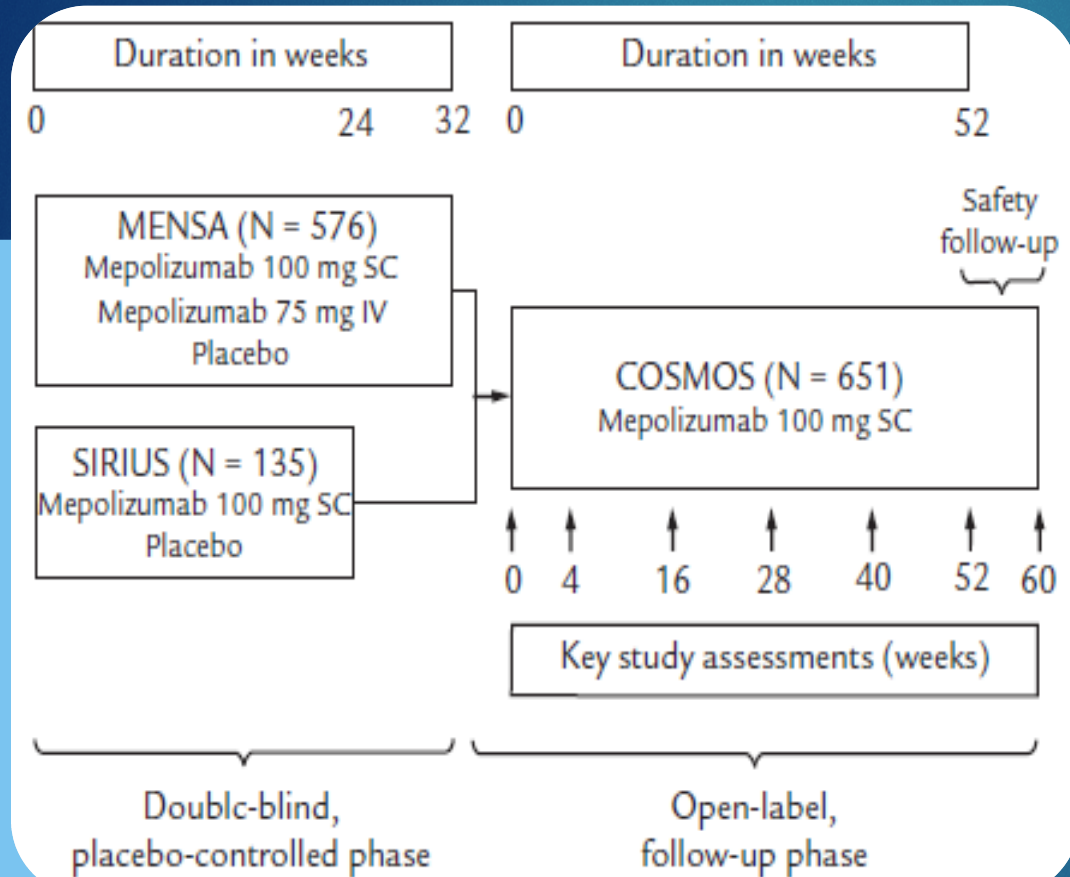 Duration in weeks
0 24 32
Duration in weeks
0 52
MENSA (N = 576)
Mepolizumab 100 mg SC
Mepolizumab 75 mg IV
Placebo
SIRIUS (N = 135)
Mepolizumab 100 mg SC
Placebo
Safety
follow-up
COSMOS (N = 651)
Mepolizumab 100 mg SC
0 4 16 28 40 52 60
Key study assessments (weeks)
Doublc-blind,
placebo-controlled phase
Open-label,
follow-up phase